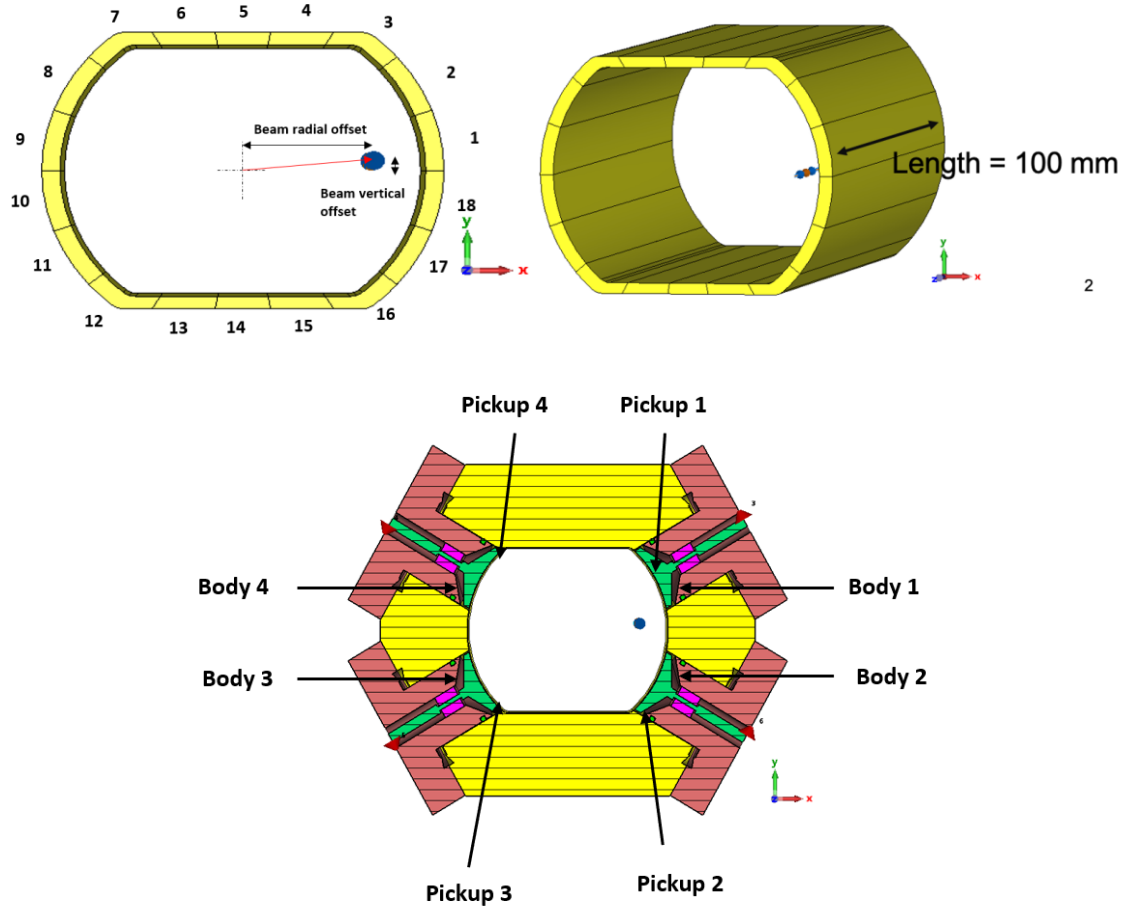 7
6
5
4
3
8
2
9
1
10
18
11
17
12
13
14
15
16
Beam radial offset
Beam vertical
offset
y
z
x
Length = 100 mm
y
z
x
2
Pickup 4
Pickup 1
3
Body 4
Body 1
Body 3
Body 2
6
y
z
x
Pickup 3
Pickup 2